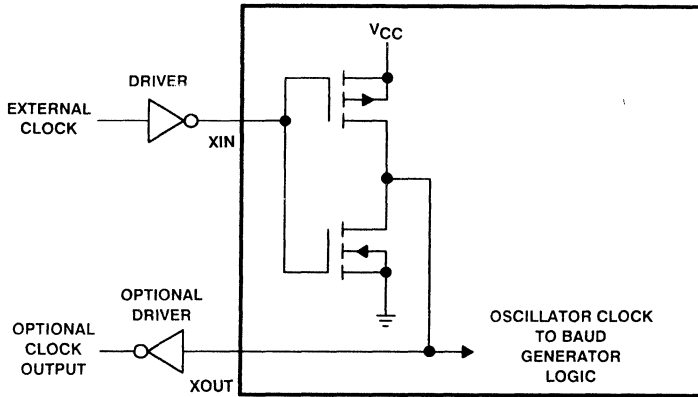 VCC
DRIVER
EXTERNAL
CLOCK
XIN
OPTIONAL
DRIVER
OPTIONAL
CLOCK
OUTPUT
XOUT
OSCILLATOR CLOCK
TO BAUD
GENERATOR
LOGIC